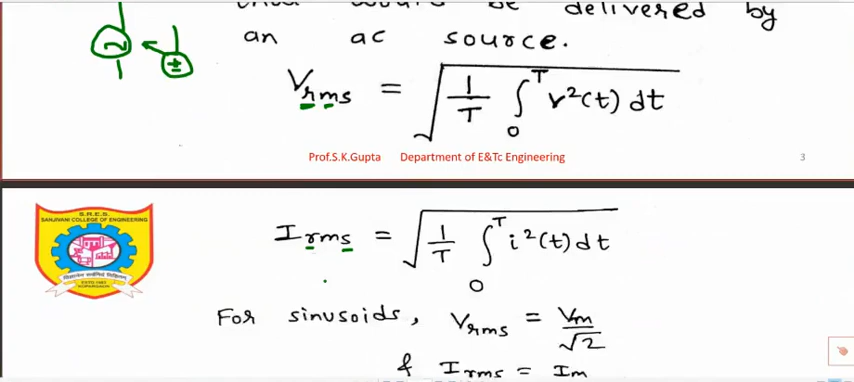 be delivered by
an ac source.
Vrms = √(1/T ∫₀ᵀ v²(t) dt)
Prof.S.K.Gupta Department of E&Tc Engineering 3
S.R.E.S.
SANJIVANI COLLEGE OF ENGINEERING
Irms = √(1/T ∫₀ᵀ i²(t) dt)
For sinusoids, Vrms = Vm/√2
& Irms = Im